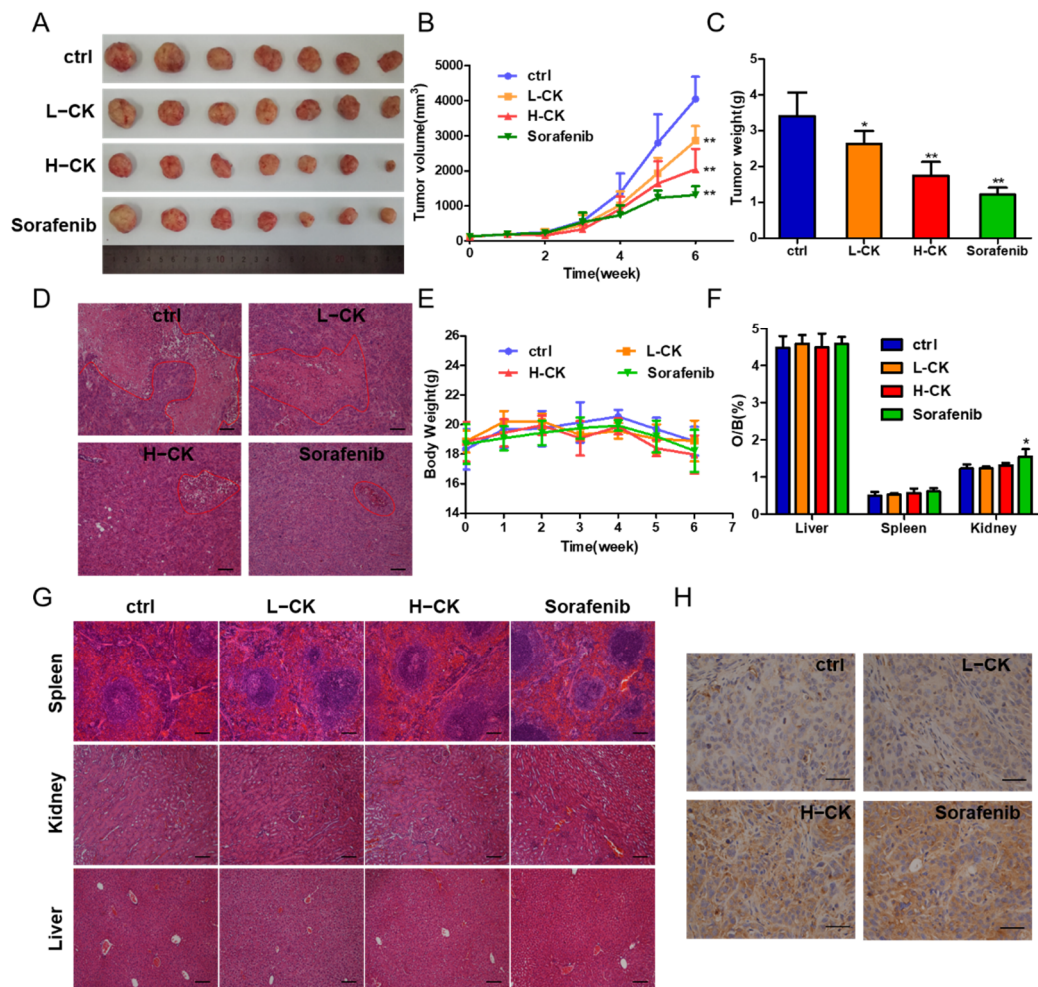 A
ctrl
L−CK
H−CK
Sorafenib
B
Tumor volume(mm³)
5000
4000
3000
2000
1000
0
ctrl
L-CK
H-CK
Sorafenib
**
**
**
0 2 4 6
Time(week)
C
Tumor weight(g)
5
4
3
2
1
0
*
**
**
ctrl L-CK H-CK Sorafenib
D
ctrl
L−CK
H−CK
Sorafenib
E
Body Weight(g)
26
24
22
20
18
16
14
ctrl
L-CK
H-CK
Sorafenib
0 1 2 3 4 5 6 7
Time(week)
F
O/B(%)
5
4
3
2
1
0
ctrl
L-CK
H-CK
Sorafenib
*
Liver Spleen Kidney
G
ctrl L−CK H−CK Sorafenib
Spleen
Kidney
Liver
H
ctrl
L−CK
H−CK
Sorafenib